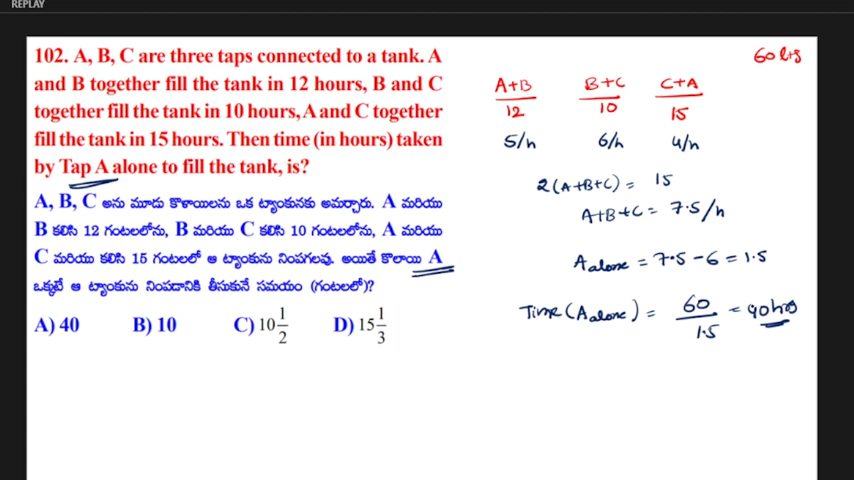 REPLAY
102. A, B, C are three taps connected to a tank. A
and B together fill the tank in 12 hours, B and C
together fill the tank in 10 hours, A and C together
fill the tank in 15 hours. Then time (in hours) taken
by Tap A alone to fill the tank, is?
A, B, C అను మూడు కొళాయిలను ఒక ట్యాంకునకు అమర్చారు. A మరియు
B కలిసి 12 గంటలలోను, B మరియు C కలిసి 10 గంటలలోను, A మరియు
C మరియు కలిసి 15 గంటలలో ఆ ట్యాంకును నింపగలవు. అయితే కొలాయి A
ఒక్కటే ఆ ట్యాంకును నింపడానికి తీసుకునే సమయం (గంటలలో)?
A) 40 B) 10 C) 10 1/2 D) 15 1/3
60 ltrs
A+B B+C C+A
12 10 15
5/h 6/h 4/h
2(A+B+C) = 15
A+B+C = 7.5/h
A alone = 7.5 - 6 = 1.5
Time (A alone) = 60/1.5 = 40 hrs